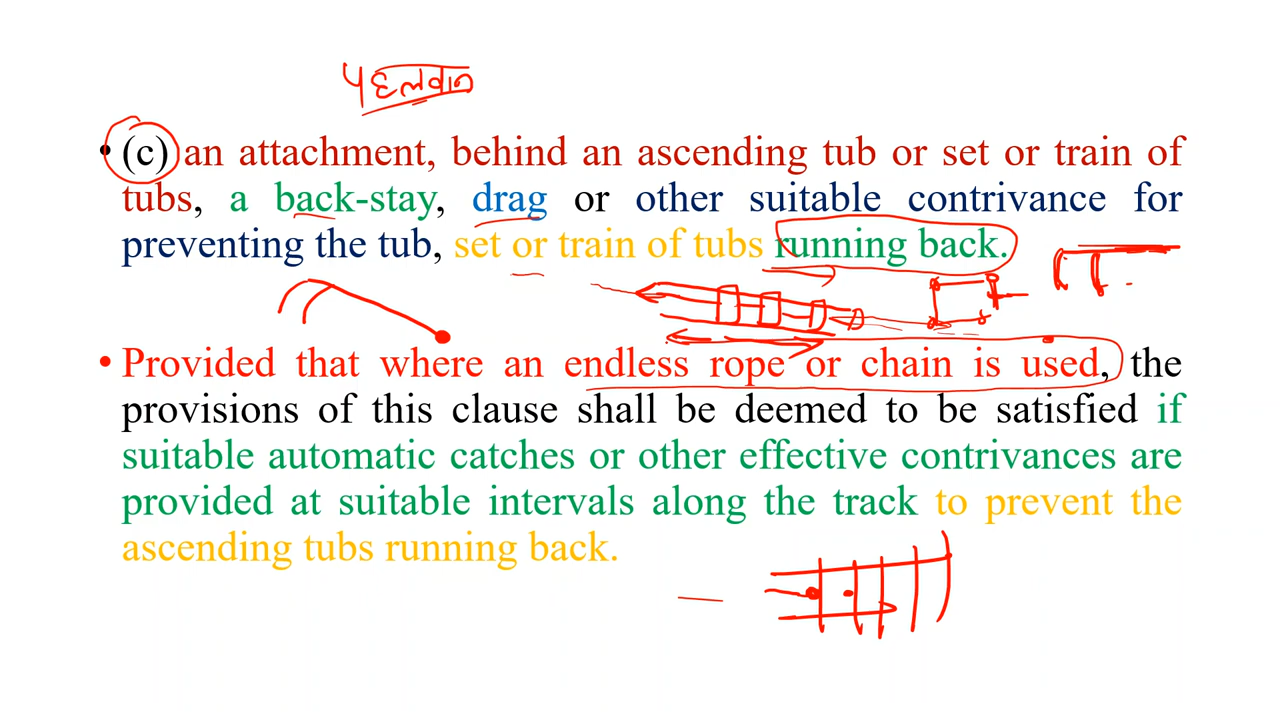 पहलवान
• (c) an attachment, behind an ascending tub or set or train of
tubs, a back-stay, drag or other suitable contrivance for
preventing the tub, set or train of tubs running back.
• Provided that where an endless rope or chain is used, the
provisions of this clause shall be deemed to be satisfied if
suitable automatic catches or other effective contrivances are
provided at suitable intervals along the track to prevent the
ascending tubs running back.